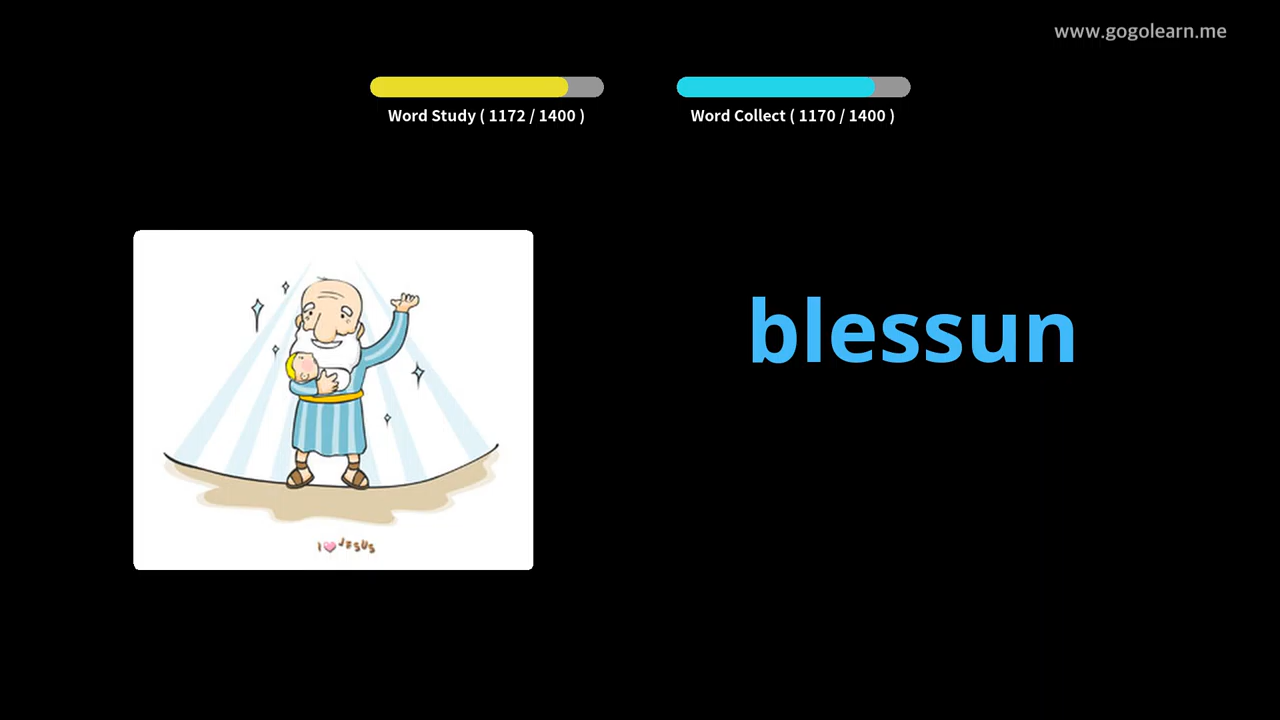 www.gogolearn.me
Word Study ( 1172 / 1400 )
Word Collect ( 1170 / 1400 )
blessun
I ♥ JESUS